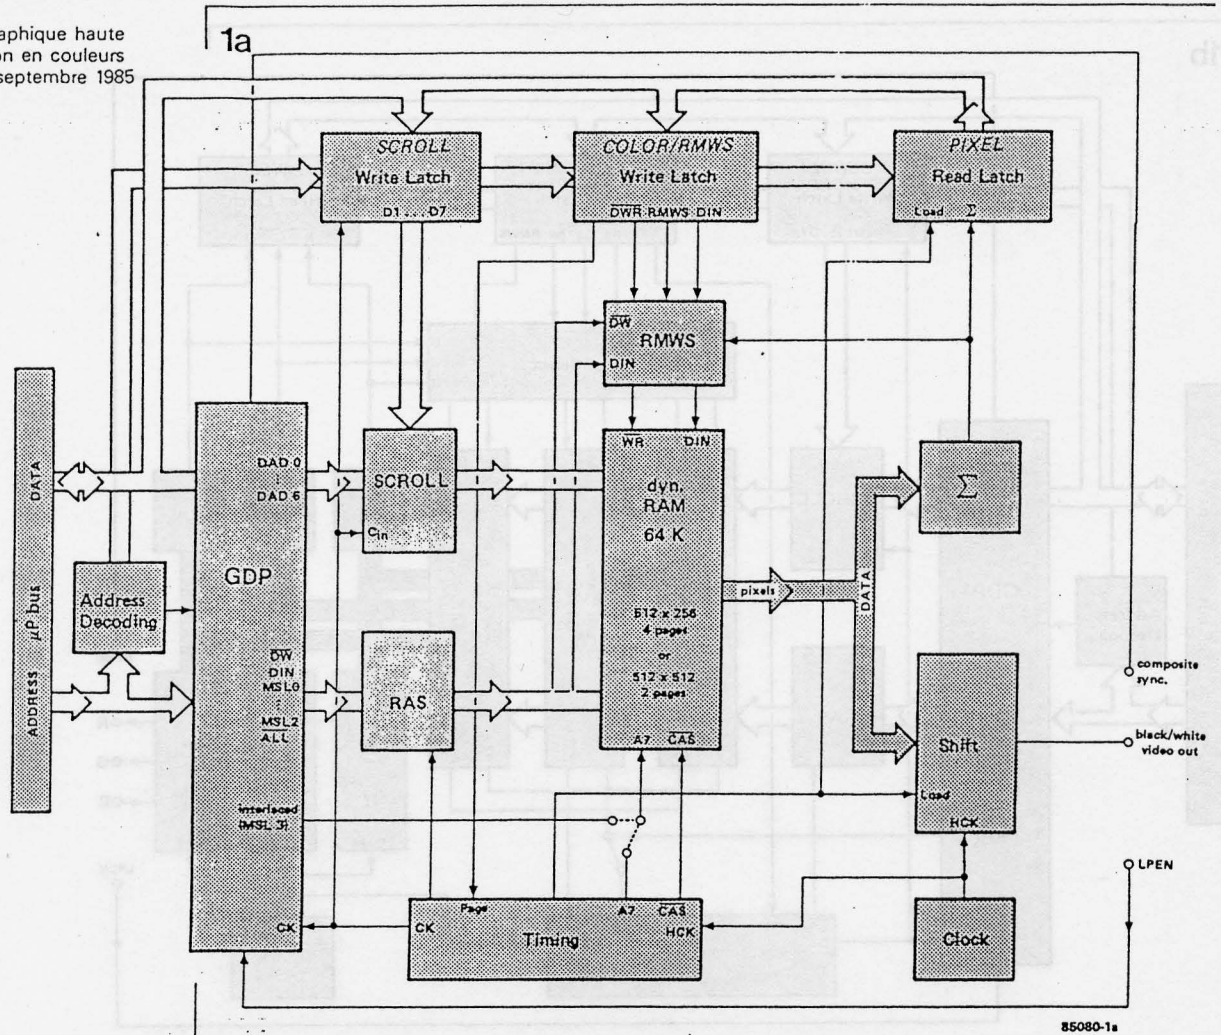 aphique haute
on en couleurs
septembre 1985
1a
SCROLL
Write Latch
D1 . . . D7
COLOR/RMWS
Write Latch
DWR RMWS DIN
PIXEL
Read Latch
Load Σ
DW
RMWS
DIN
ADDRESS µP bus DATA
Address
Decoding
GDP
DAD 0
⋮
DAD 6
DW
DIN
MSL0
⋮
MSL2
ALL
interlaced
(MSL 3)
CK
SCROLL
Cin
RAS
WR DIN
dyn.
RAM
64 K
512 x 256
4 pages
or
512 x 512
2 pages
A7 CAS
pixels
DATA
Σ
Shift
Load
HCK
composite
sync.
black/white
video out
LPEN
Page A7 CAS
CK HCK
Timing
Clock
85080-1a